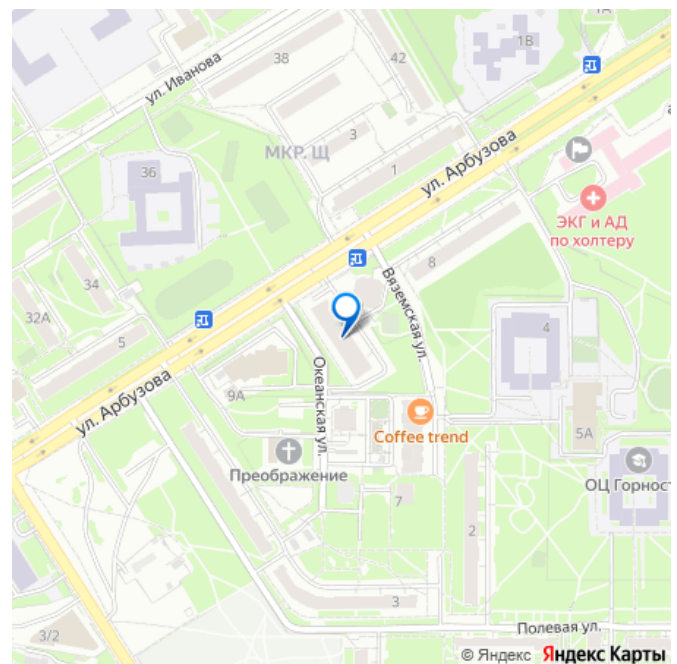 1В
38
42
ул. Иванова
3
МКР. Щ
1
ул. Арбузова
36
ЭКГ и АД
по холтеру
8
34
32А
Вяземская ул.
5
4
Океанская ул.
9А
ул. Арбузова
Coffee trend
5А
Преображение
ОЦ Горност
7
2
3
Полевая ул.
3/2
© Яндекс Яндекс Карты